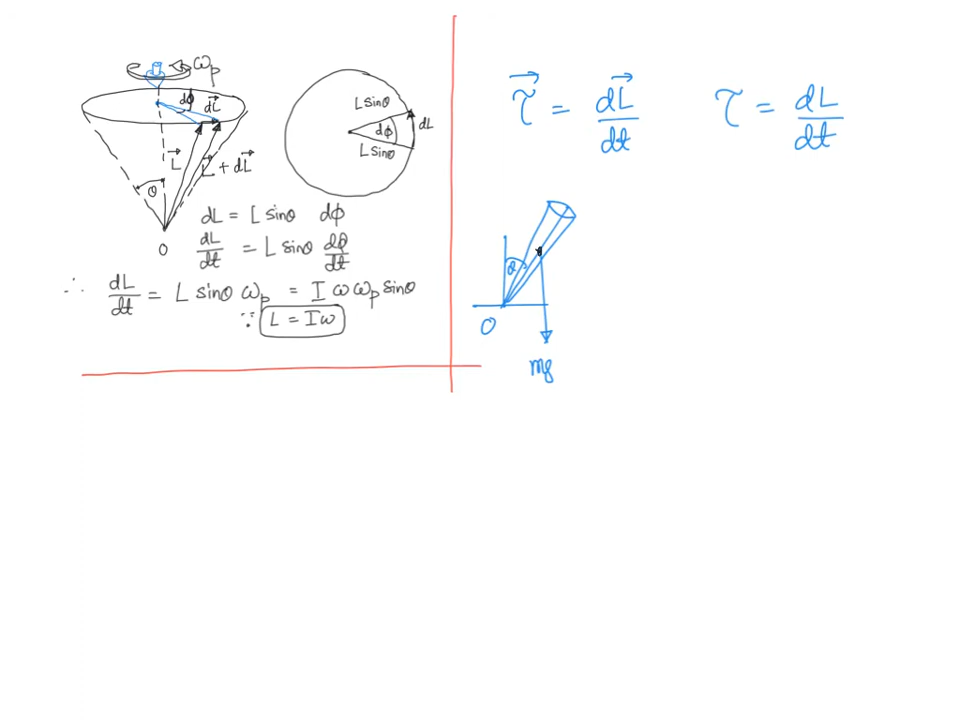 ωp
dϕ
dL⃗
L⃗
L⃗ + dL⃗
θ
O
L sinθ
dϕ
dL
L sinθ
dL = L sinθ dϕ
dL/dt = L sinθ dϕ/dt
∴ dL/dt = L sinθ ωp = I ω ωp sinθ
∵ L = Iω
τ⃗ = dL⃗/dt
τ = dL/dt
θ
O
mg